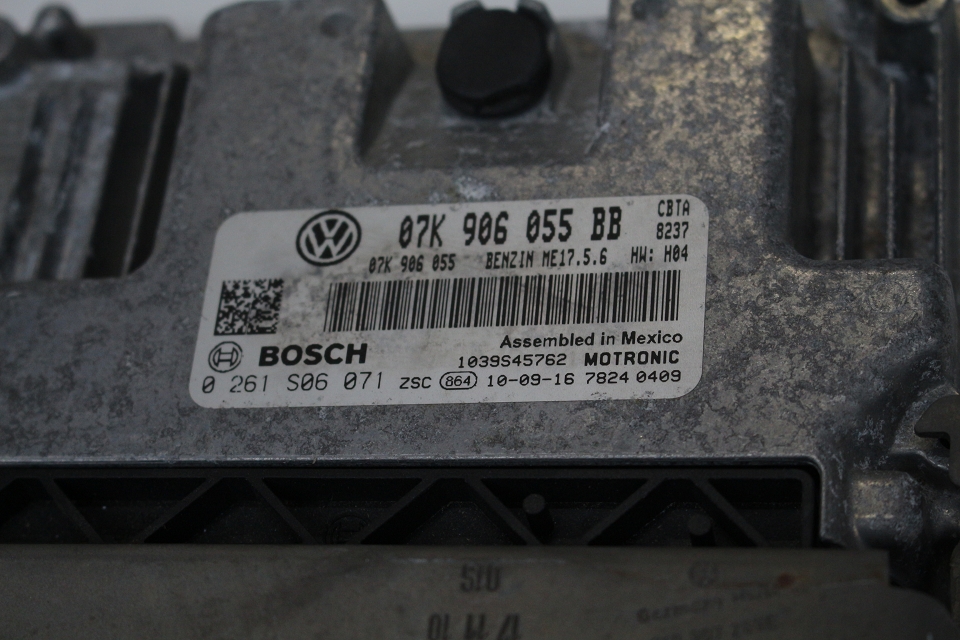 07K 906 055 BB
CBTA
8237
07K 906 055 BENZIN ME17.5.6 HW: H04
Assembled in Mexico
BOSCH
1039S45762 MOTRONIC
0 261 S06 071 ZSC 864 10-09-16 7824 0409